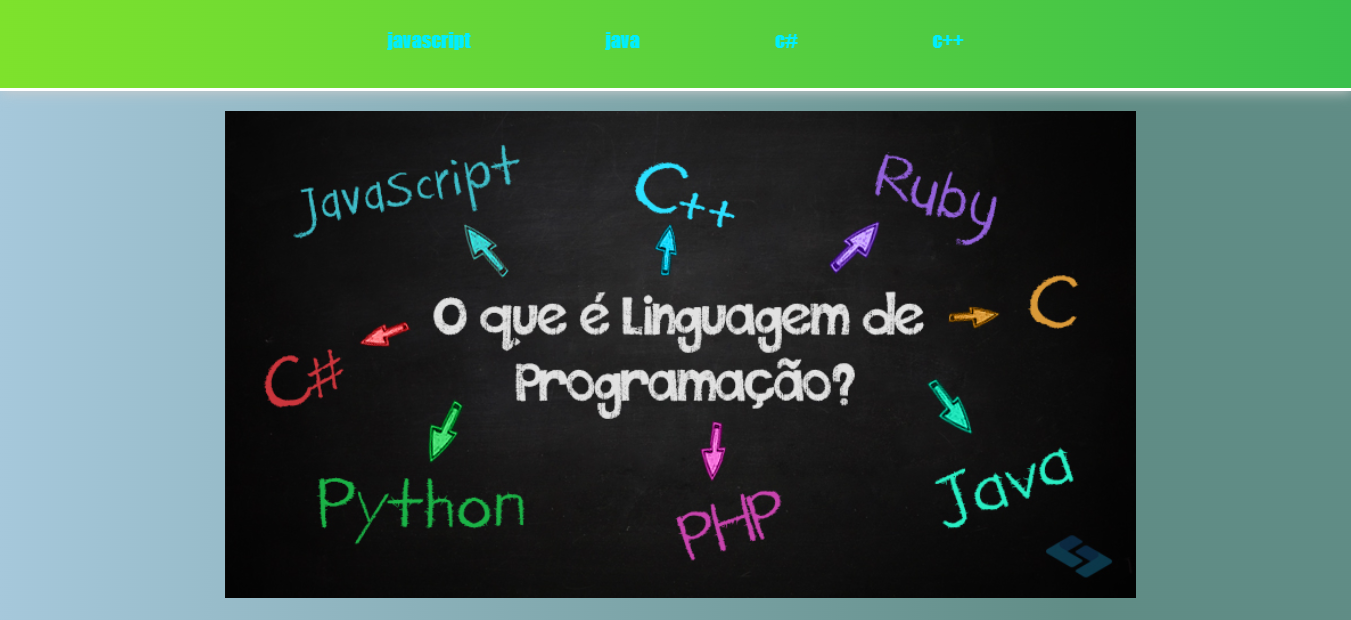 javascript java c# c++
JavaScript C++ Ruby
O que é Linguagem de C
C# Programação?
Python PHP Java